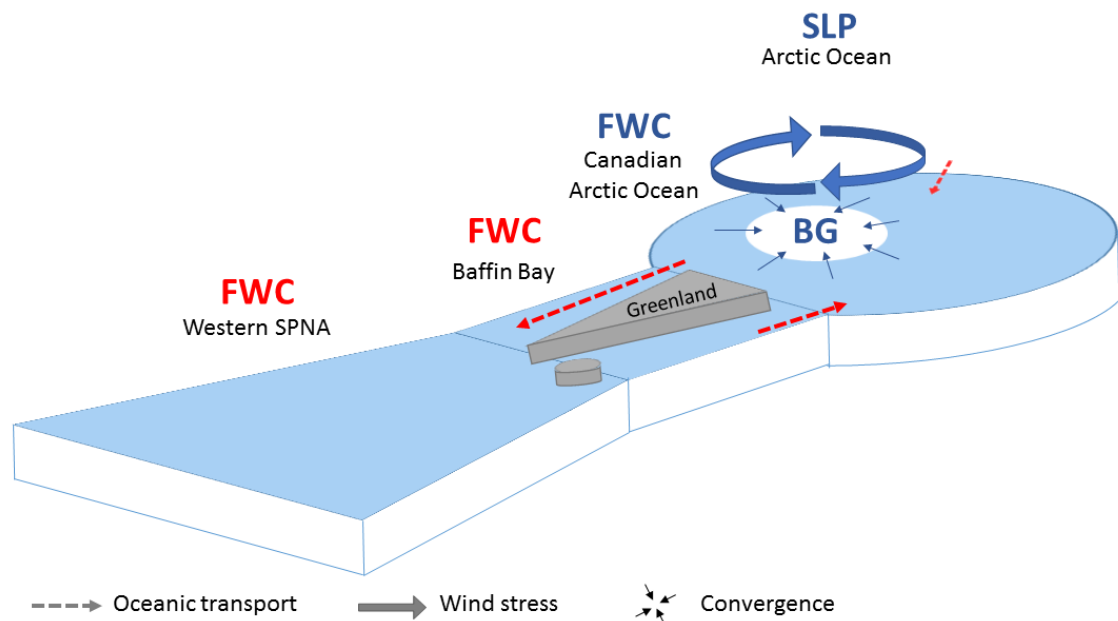 SLP
Arctic Ocean
FWC
Canadian
Arctic Ocean
FWC
Baffin Bay
BG
FWC
Western SPNA
Greenland
Oceanic transport
Wind stress
Convergence